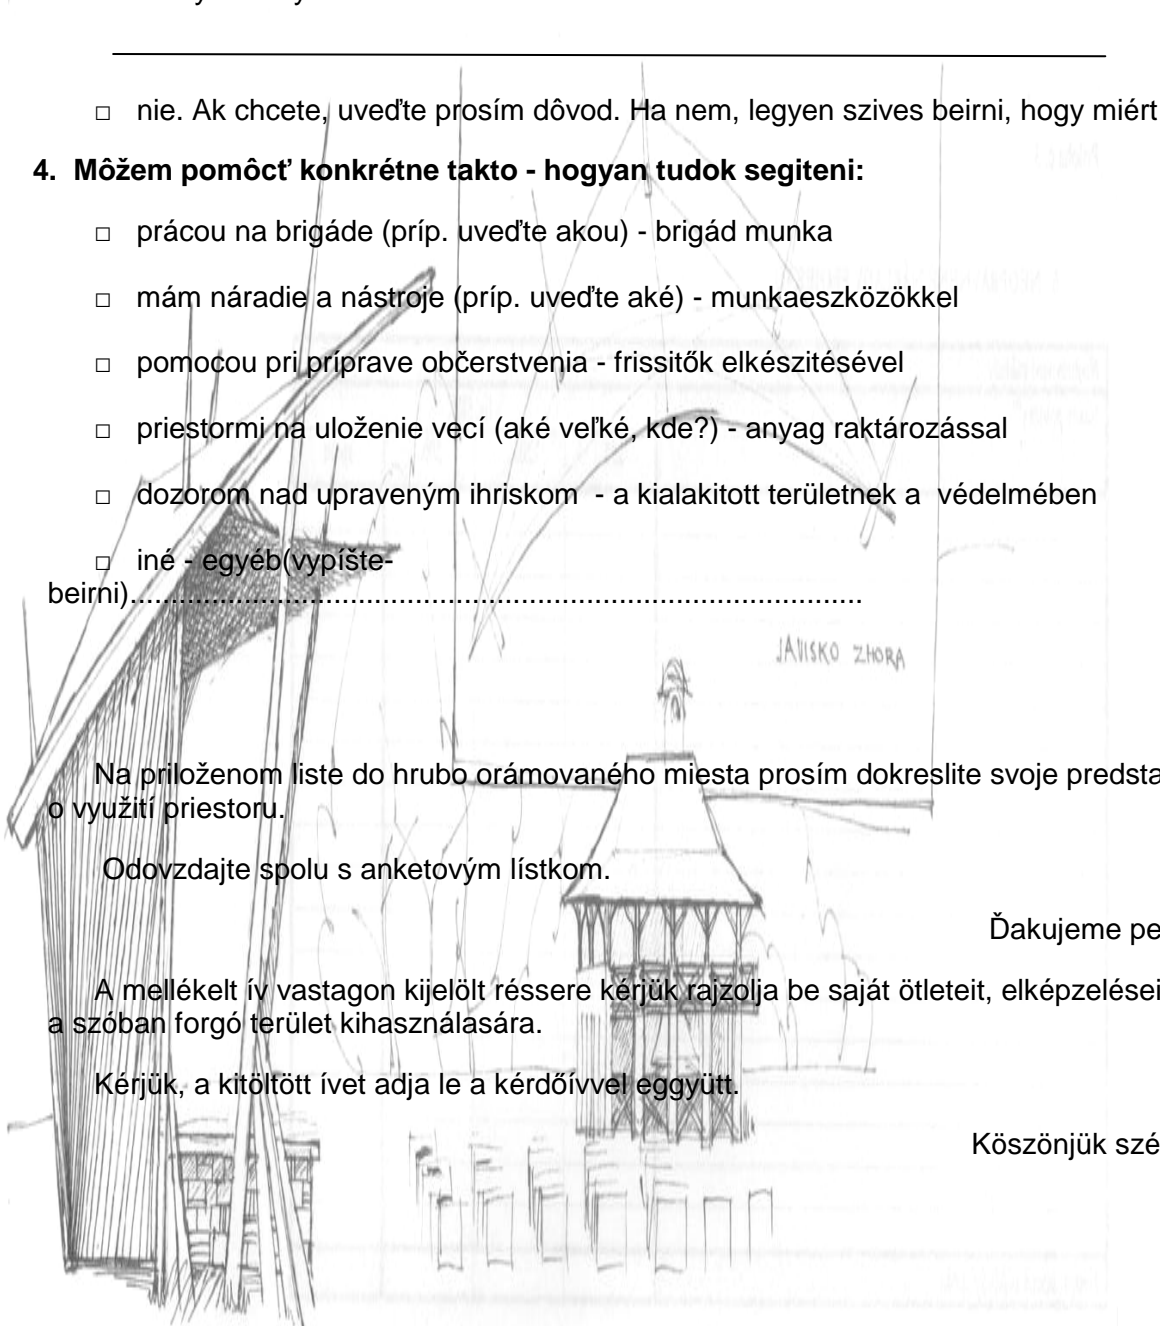 □ nie. Ak chcete, uveďte prosím dôvod. Ha nem, legyen szives beirni, hogy miért
4. Môžem pomôcť konkrétne takto - hogyan tudok segiteni:
□ prácou na brigáde (príp. uveďte akou) - brigád munka
□ mám náradie a nástroje (príp. uveďte aké) - munkaeszközökkel
□ pomocou pri príprave občerstvenia - frissitők elkészitésével
□ priestormi na uloženie vecí (aké veľké, kde?) - anyag raktározással
□ dozorom nad upraveným ihriskom - a kialakitott területnek a védelmében
□ iné - egyéb(vypíšte-
beirni)...........................................................................................
JAVISKO ZHORA
Na priloženom liste do hrubo orámovaného miesta prosím dokreslite svoje predsta
o využití priestoru.
Odovzdajte spolu s anketovým lístkom.
Ďakujeme pe
A mellékelt ív vastagon kijelölt réssere kérjük rajzolja be saját ötleteit, elképzelései
a szóban forgó terület kihasználasára.
Kérjük, a kitöltött ívet adja le a kérdőívvel eggyütt.
Köszönjük szé